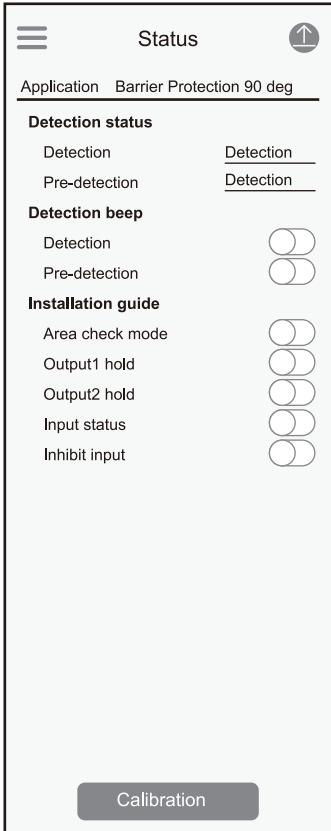 Status
Application Barrier Protection 90 deg
Detection status
Detection Detection
Pre-detection Detection
Detection beep
Detection
Pre-detection
Installation guide
Area check mode
Output1 hold
Output2 hold
Input status
Inhibit input
Calibration